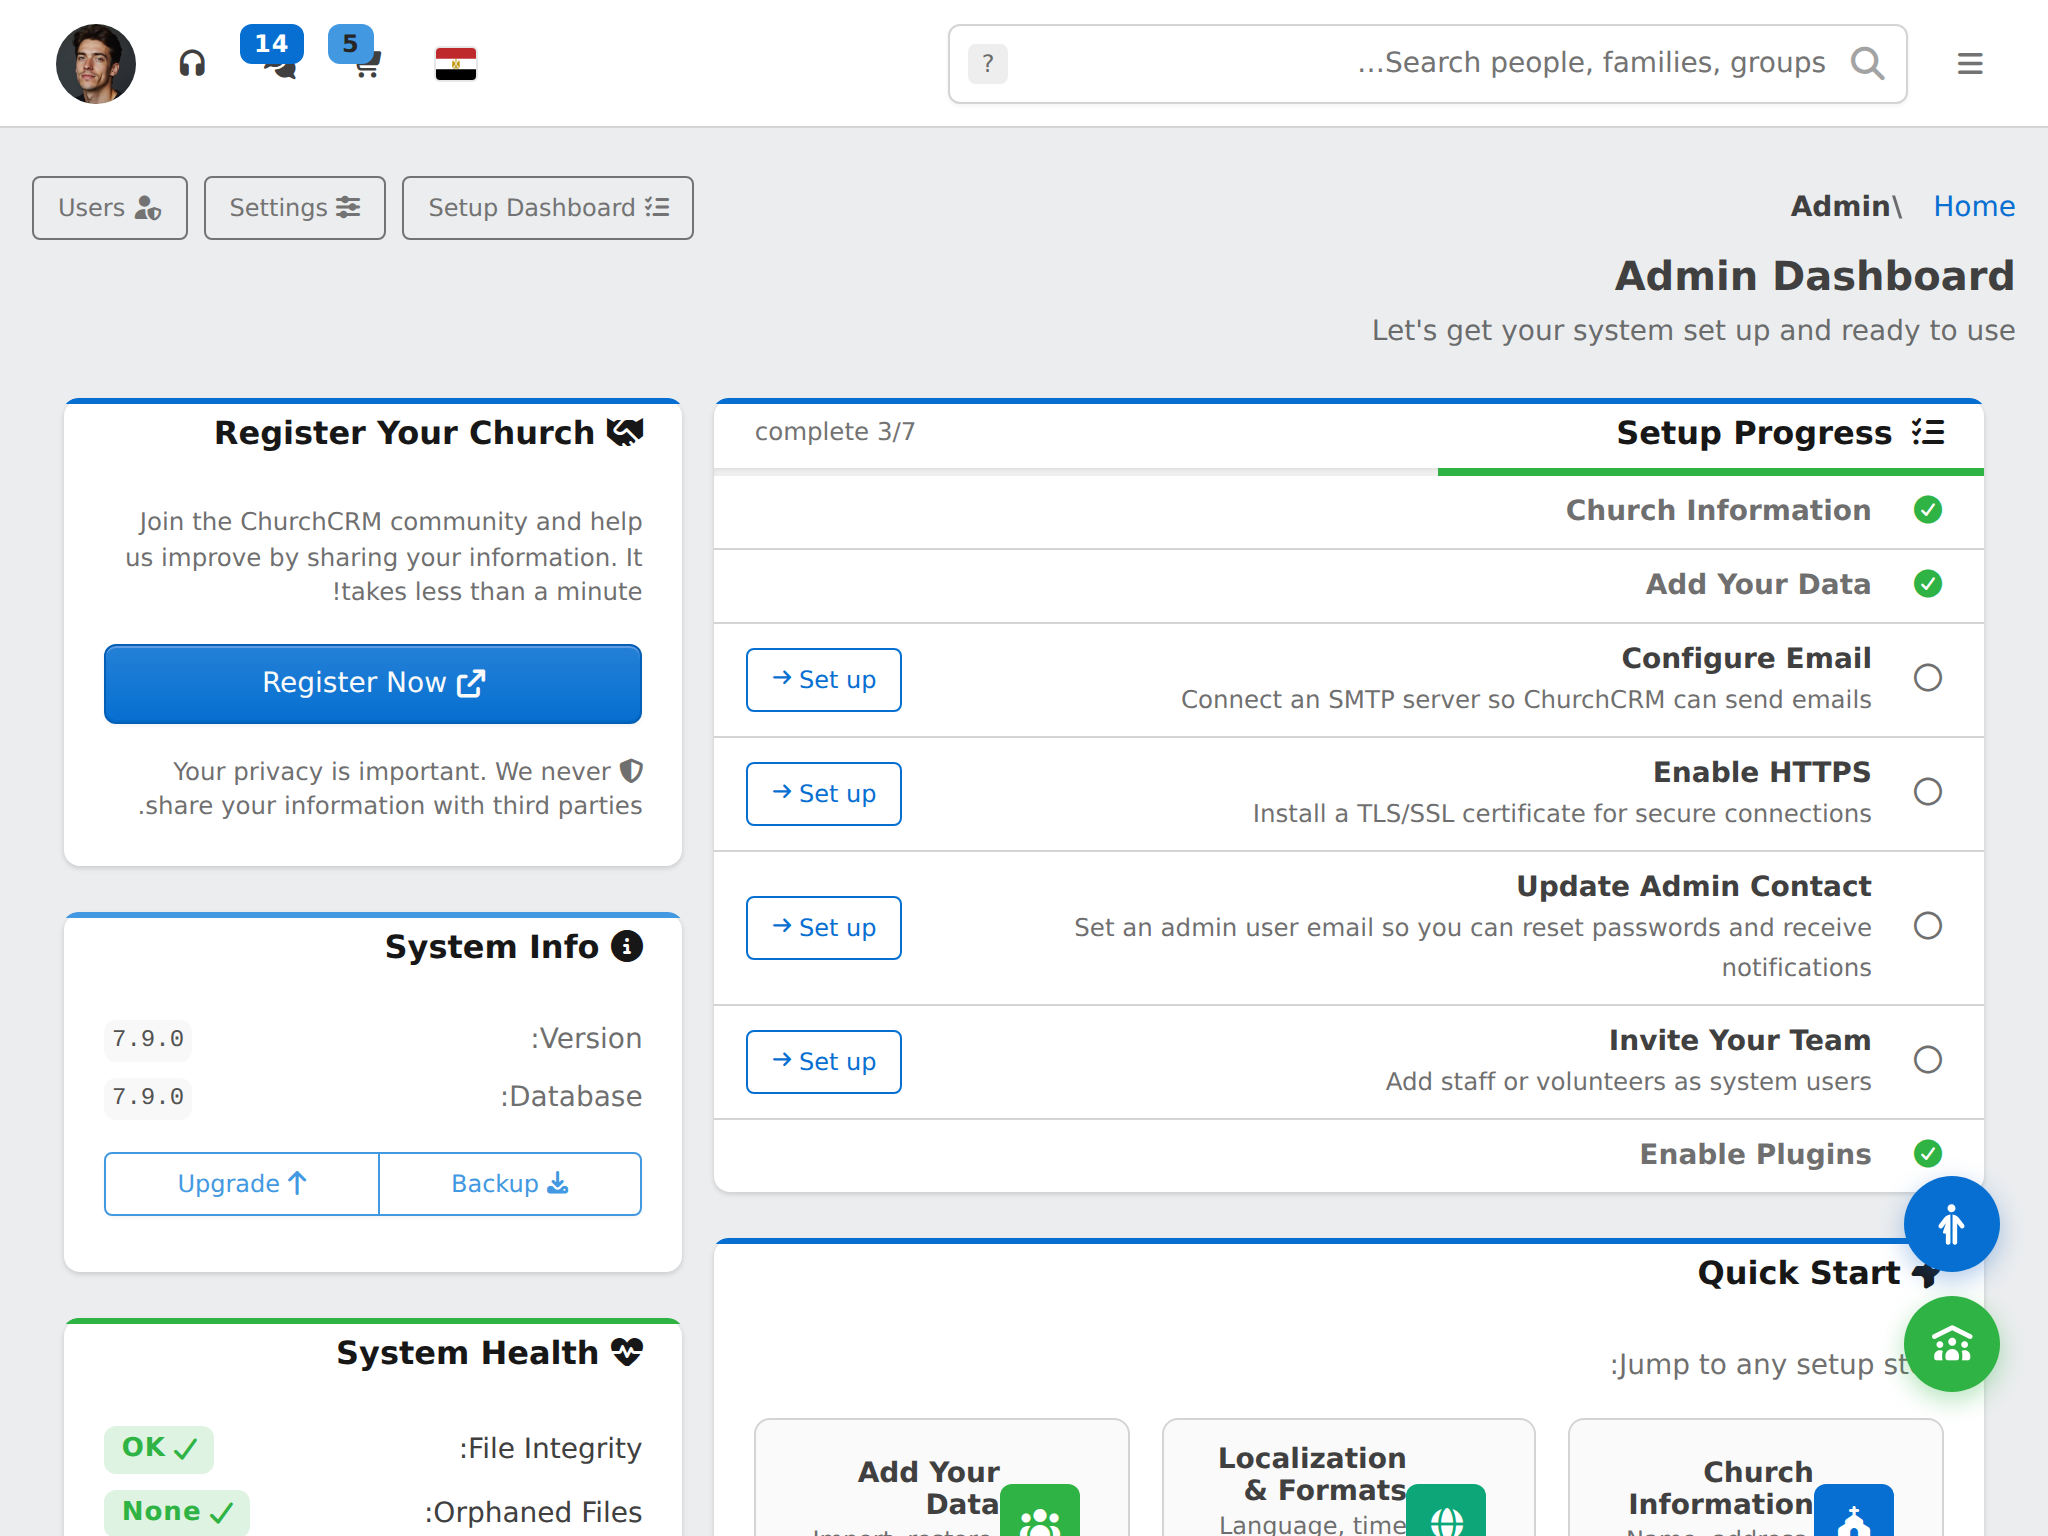 Search people, families, groups...
?
5
14
Home
\Admin
Admin Dashboard
Let's get your system set up and ready to use
Setup Dashboard
Settings
Users
Setup Progress
complete 3/7
Church Information
Add Your Data
Configure Email
Connect an SMTP server so ChurchCRM can send emails
Set up
Enable HTTPS
Install a TLS/SSL certificate for secure connections
Set up
Update Admin Contact
Set an admin user email so you can reset passwords and receive
notifications
Set up
Invite Your Team
Add staff or volunteers as system users
Set up
Enable Plugins
Quick Start
Jump to any setup
Church
Information
Localization
& Formats
Language, time
Add Your
Data
Register Your Church
Join the ChurchCRM community and help
us improve by sharing your information. It
takes less than a minute!
Register Now
Your privacy is important. We never
share your information with third parties.
System Info
Version:
7.9.0
Database:
7.9.0
Backup
Upgrade
System Health
File Integrity:
OK
Orphaned Files:
None